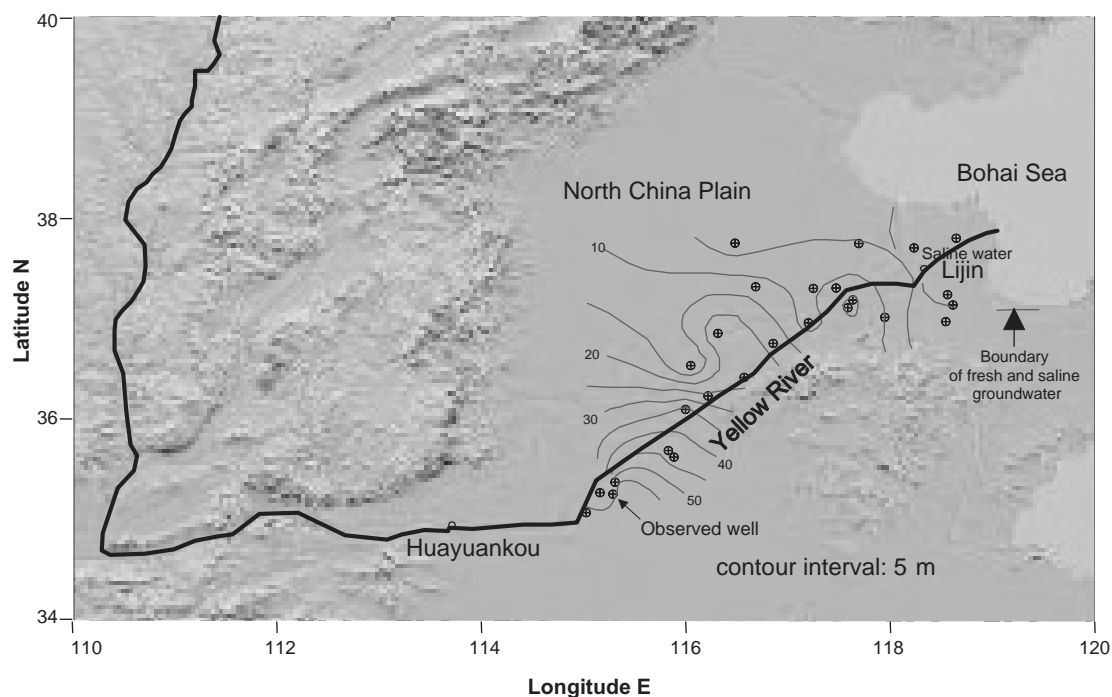 40
38
36
34
Latitude N
110
112
114
116
118
120
Longitude E
North China Plain
Bohai Sea
Saline water
Lijin
Boundary
of fresh and saline
groundwater
Yellow River
10
20
30
40
50
Observed well
Huayuankou
contour interval: 5 m